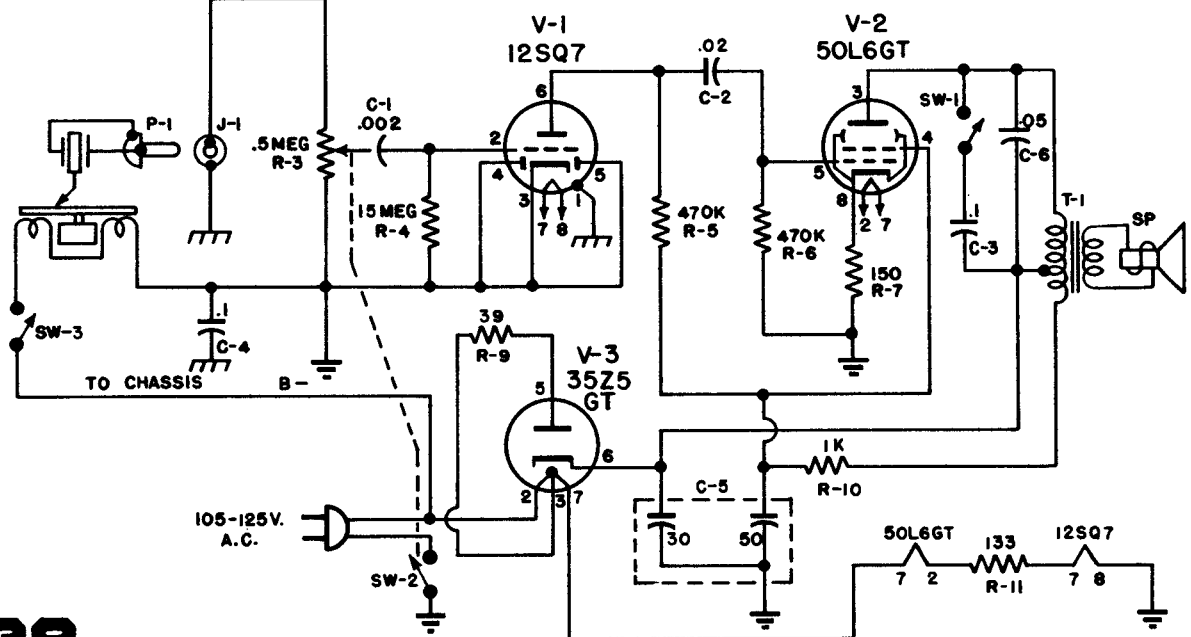 V-1
12SQ7
V-2
50L6GT
P-1
J-1
.5MEG
R-3
C-1
.002
2
6
4
5
3
1
7 8
15 MEG
R-4
.02
C-2
470K
R-5
470K
R-6
3
4
5
8
2 7
150
R-7
SW-1
.1
C-3
.05
C-6
T-1
SP
SW-3
.1
C-4
TO CHASSIS
B-
39
R-9
V-3
35Z5
GT
5
6
2
3
7
105-125V.
A.C.
SW-2
C-5
30
50
1K
R-10
50L6GT
7 2
133
R-11
12SQ7
7 8